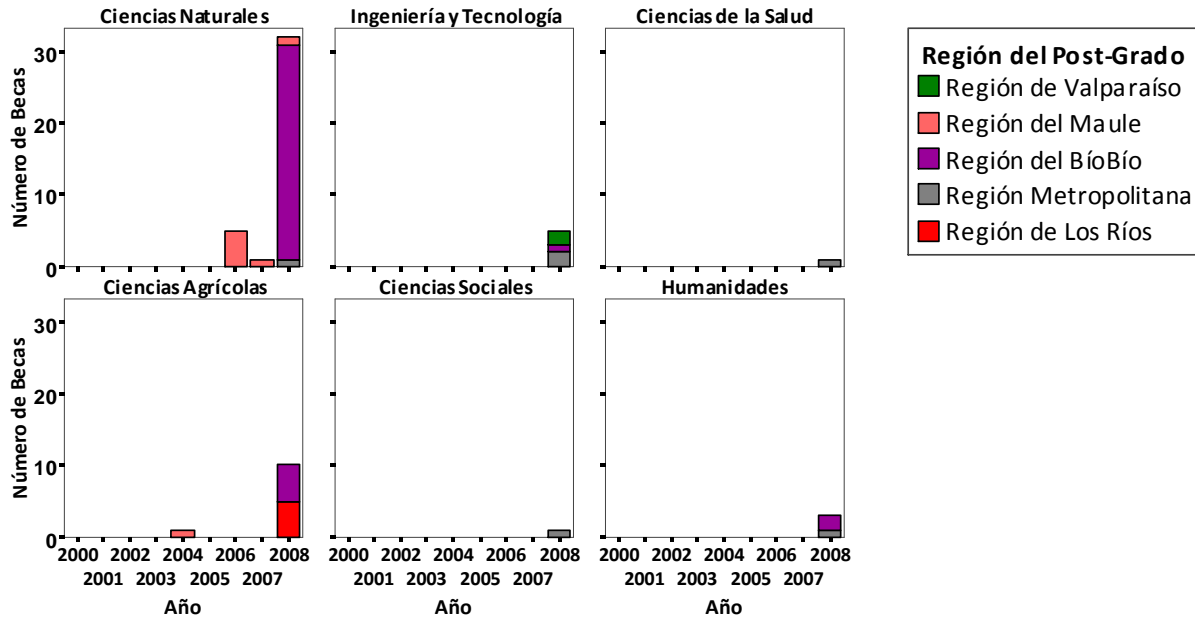 Ciencias Naturales
Ingeniería y Tecnología
Ciencias de la Salud
Número de Becas
30
20
10
0
Región del Post-Grado
Región de Valparaíso
Región del Maule
Región del BíoBío
Región Metropolitana
Región de Los Ríos
Ciencias Agrícolas
Ciencias Sociales
Humanidades
Número de Becas
30
20
10
0
2000 2002 2004 2006 2008
2001 2003 2005 2007
Año
2000 2002 2004 2006 2008
2001 2003 2005 2007
Año
2000 2002 2004 2006 2008
2001 2003 2005 2007
Año